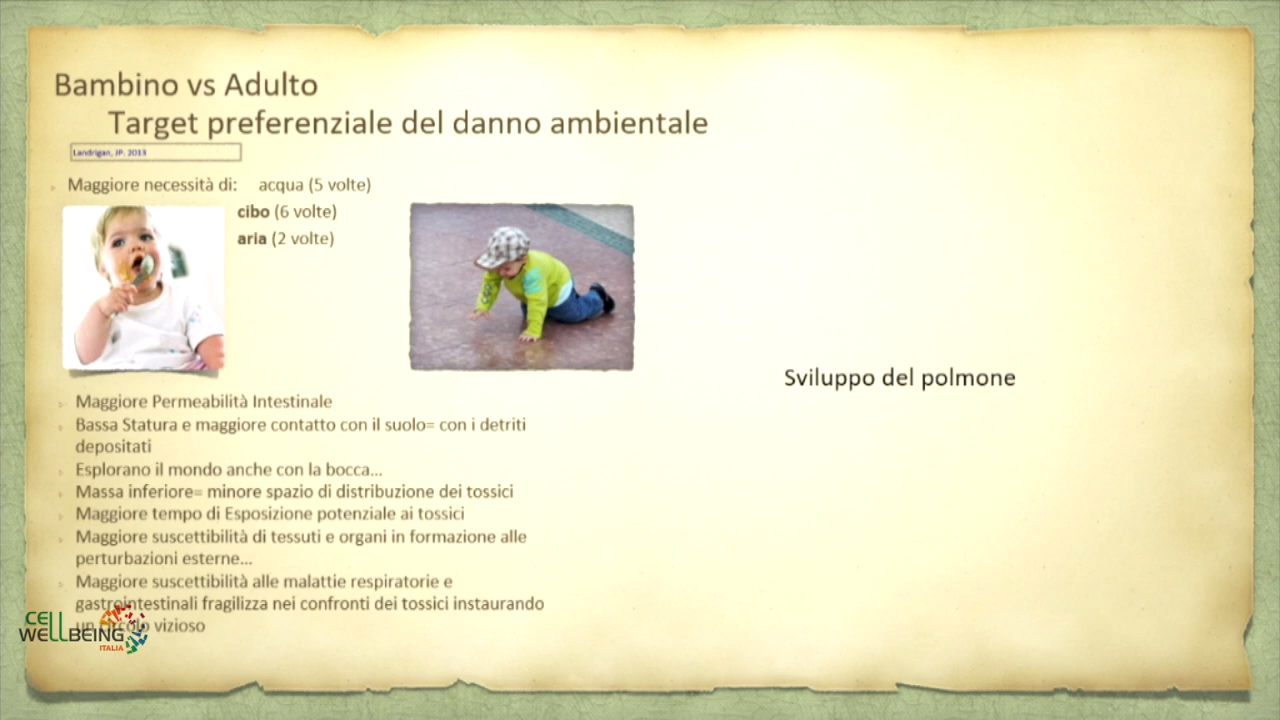 Bambino vs Adulto
Target preferenziale del danno ambientale
Landrigan, JP. 2013
Maggiore necessità di: acqua (5 volte)
cibo (6 volte)
aria (2 volte)
Maggiore Permeabilità Intestinale
Bassa Statura e maggiore contatto con il suolo= con i detriti
depositati
Esplorano il mondo anche con la bocca...
Massa inferiore= minore spazio di distribuzione dei tossici
Maggiore tempo di Esposizione potenziale ai tossici
Maggiore suscettibilità di tessuti e organi in formazione alle
perturbazioni esterne...
Maggiore suscettibilità alle malattie respiratorie e
gastrointestinali fragilizza nei confronti dei tossici instaurando
un circolo vizioso
Sviluppo del polmone
CELL
WELLBEING
ITALIA